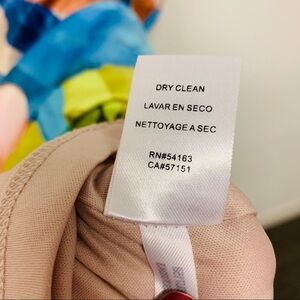 DRY CLEAN
LAVAR EN SECO
NETTOYAGE A SEC
RN#54163
CA#57151